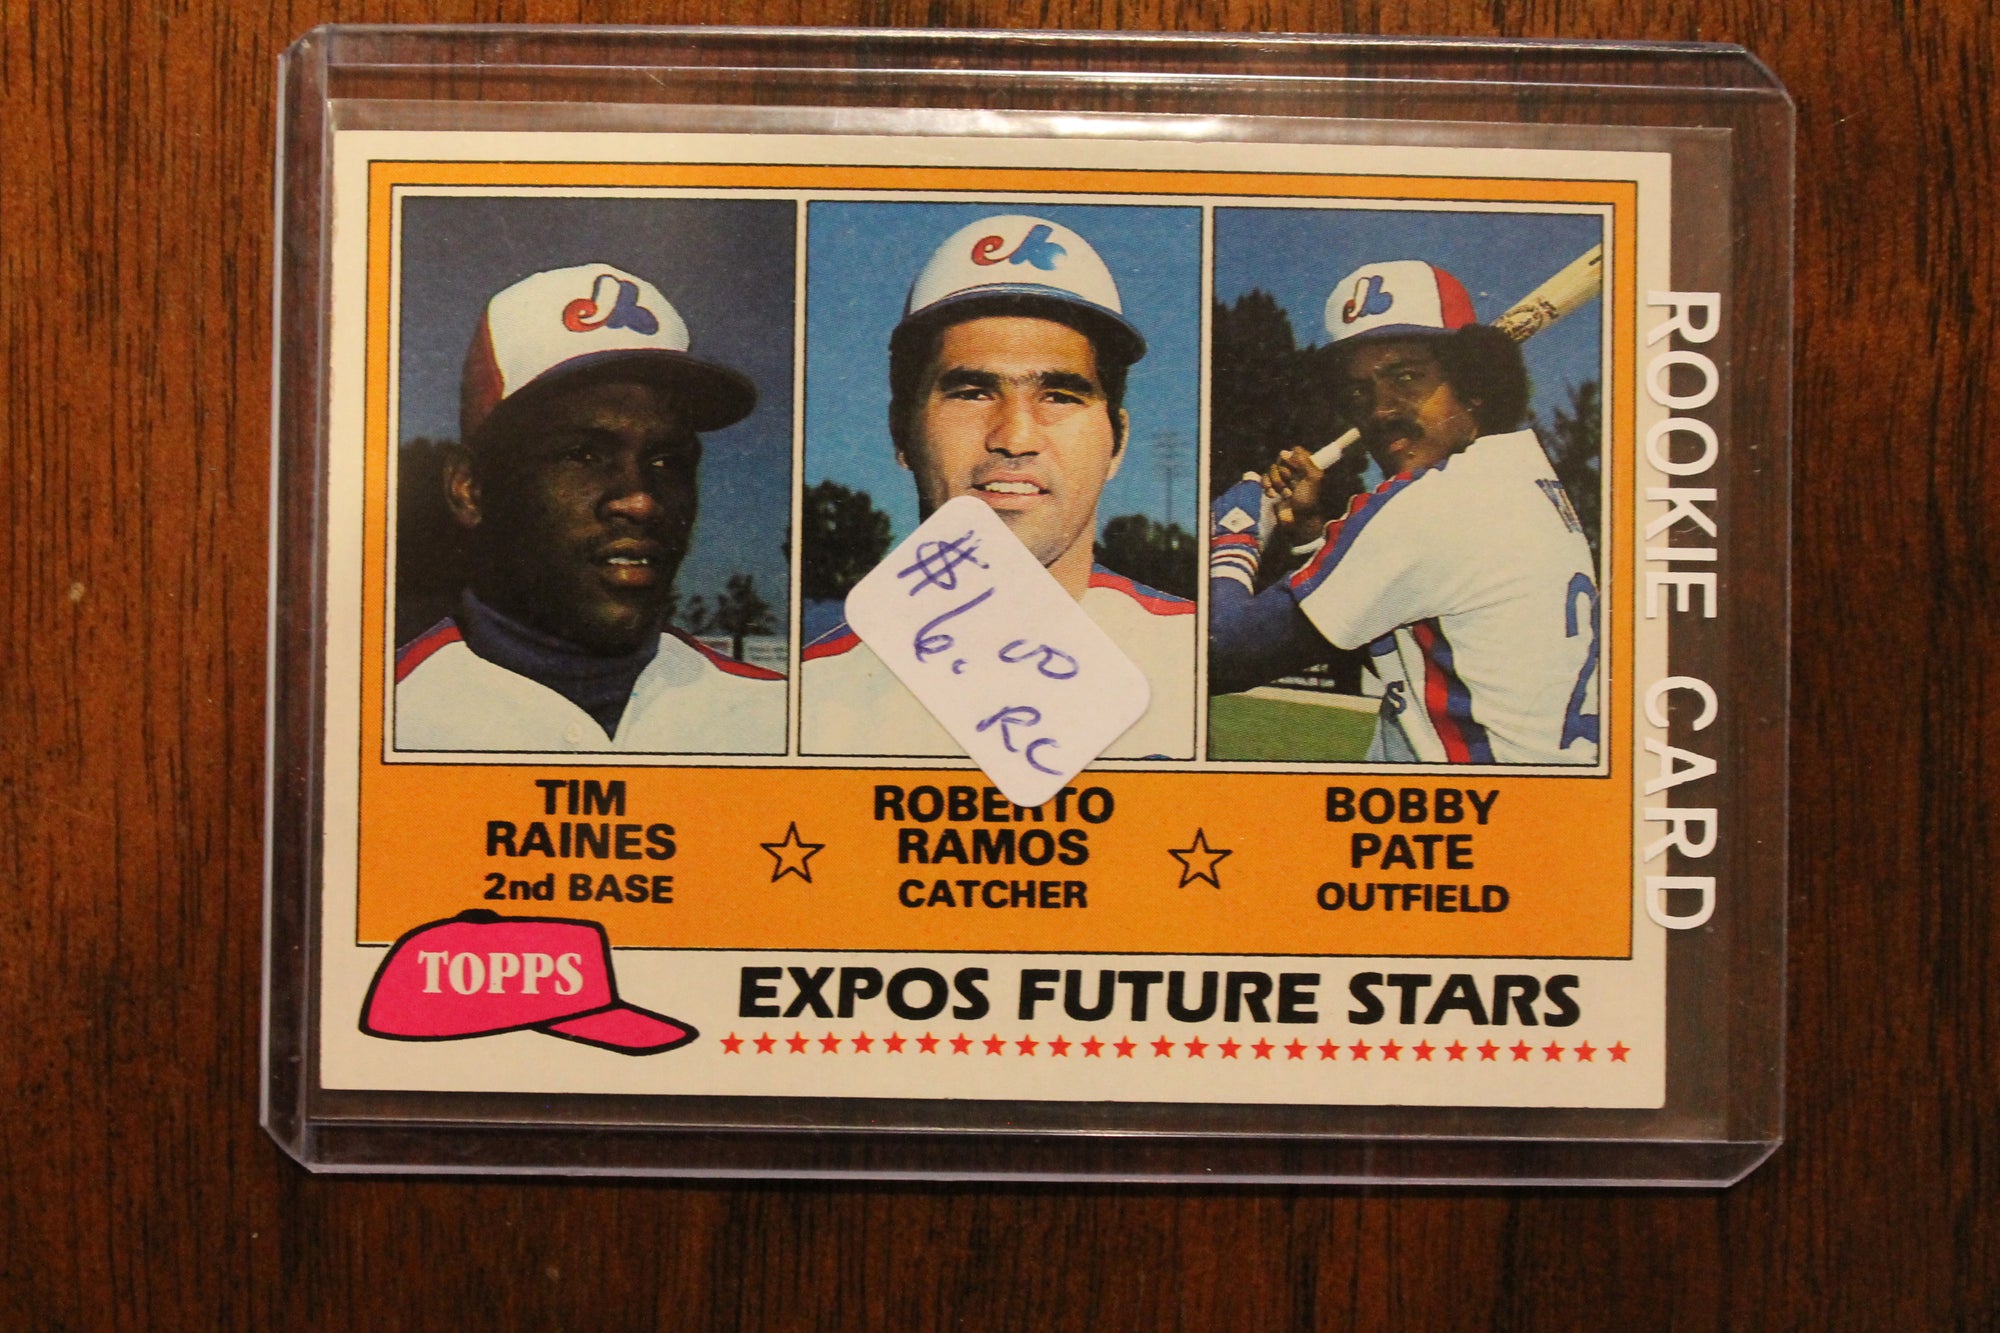 $6.00
RC
TIM
RAINES
2nd BASE
ROBERTO
RAMOS
CATCHER
BOBBY
PATE
OUTFIELD
TOPPS
EXPOS FUTURE STARS
ROOKIE CARD